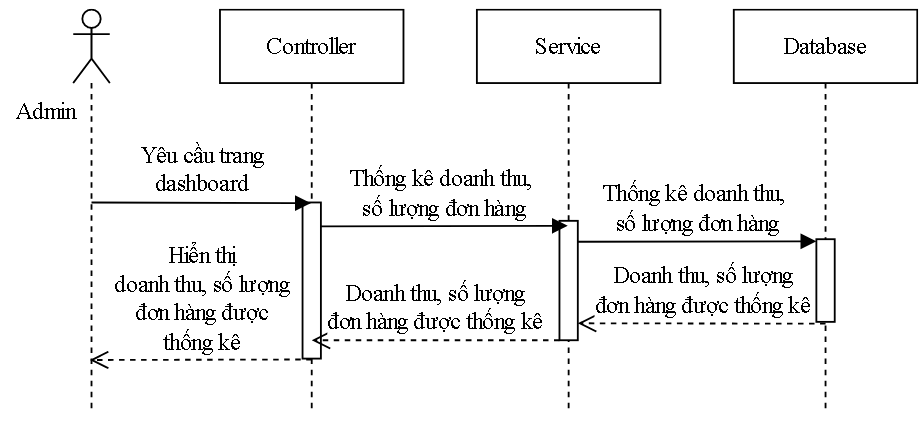 Controller
Service
Database
Admin
Yêu cầu trang
dashboard
Thống kê doanh thu,
số lượng đơn hàng
Thống kê doanh thu,
số lượng đơn hàng
Hiển thị
doanh thu, số lượng
đơn hàng được
thống kê
Doanh thu, số lượng
đơn hàng được thống kê
Doanh thu, số lượng
đơn hàng được thống kê